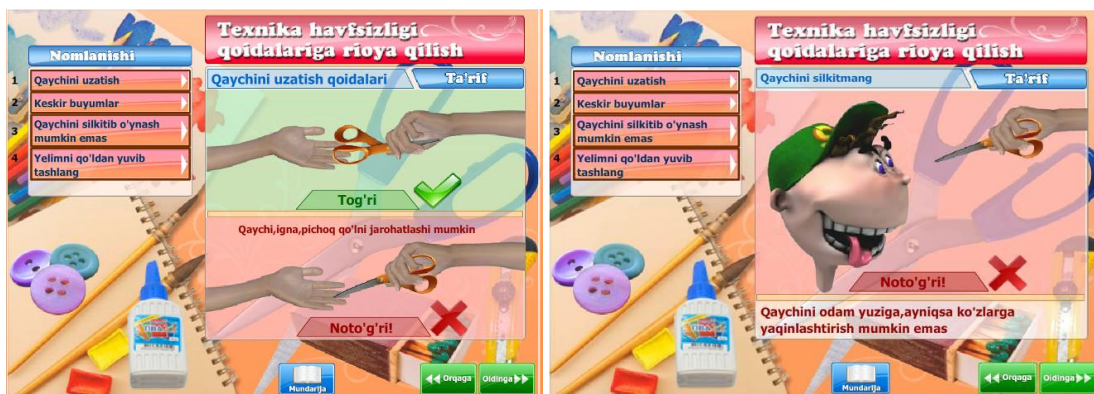 Texnika havfsizligi
qoidalariga rioya qilish
Nomlanishi
1 Qaychini uzatish
2 Keskir buyumlar
3 Qaychini silkitib o'ynash
mumkin emas
4 Yelimni qo'ldan yuvib
tashlang
Qaychini uzatish qoidalari
Ta'rif
Tog'ri
Qaychi,igna,pichoq qo'lni jarohatlashi mumkin
Noto'g'ri!
Mundarija
Orqaga
Oldinga
Texnika havfsizligi
qoidalariga rioya qilish
Nomlanishi
1 Qaychini uzatish
2 Keskir buyumlar
3 Qaychini silkitib o'ynash
mumkin emas
4 Yelimni qo'ldan yuvib
tashlang
Qaychini silkitmang
Ta'rif
Noto'g'ri!
Qaychini odam yuziga,ayniqsa ko'zlarga
yaqinlashtirish mumkin emas
Mundarija
Orqaga
Oldinga